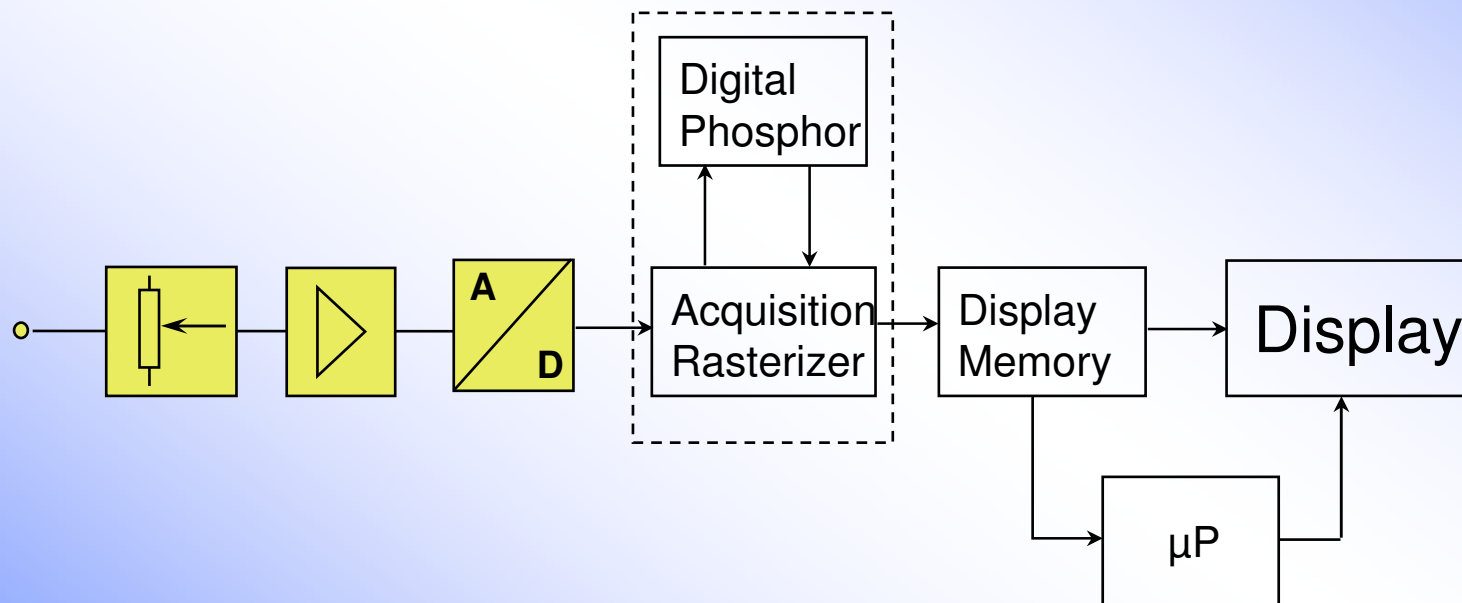 Digital
Phosphor
A
D
Acquisition
Rasterizer
Display
Memory
Display
µP